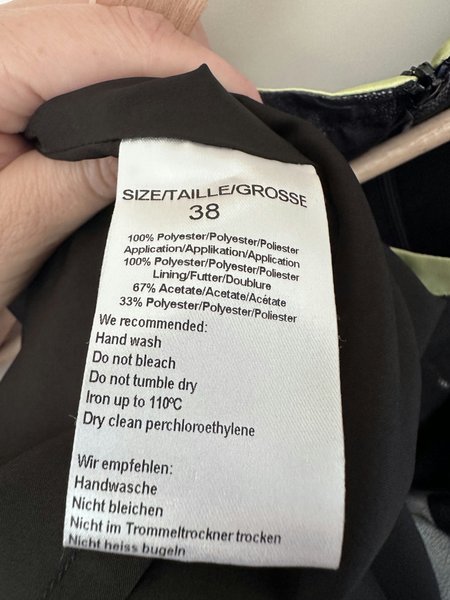 SIZE/TAILLE/GROSSE
38
100% Polyester/Polyester/Poliester
Application/Applikation/Application
100% Polyester/Polyester/Poliester
Lining/Futter/Doublure
67% Acetate/Acetate/Acétate
33% Polyester/Polyester/Poliester
We recommended:
Hand wash
Do not bleach
Do not tumble dry
Iron up to 110ºC
Dry clean perchloroethylene
Wir empfehlen:
Handwasche
Nicht bleichen
Nicht im Trommeltrockner trocken
Nicht heiss bugeln